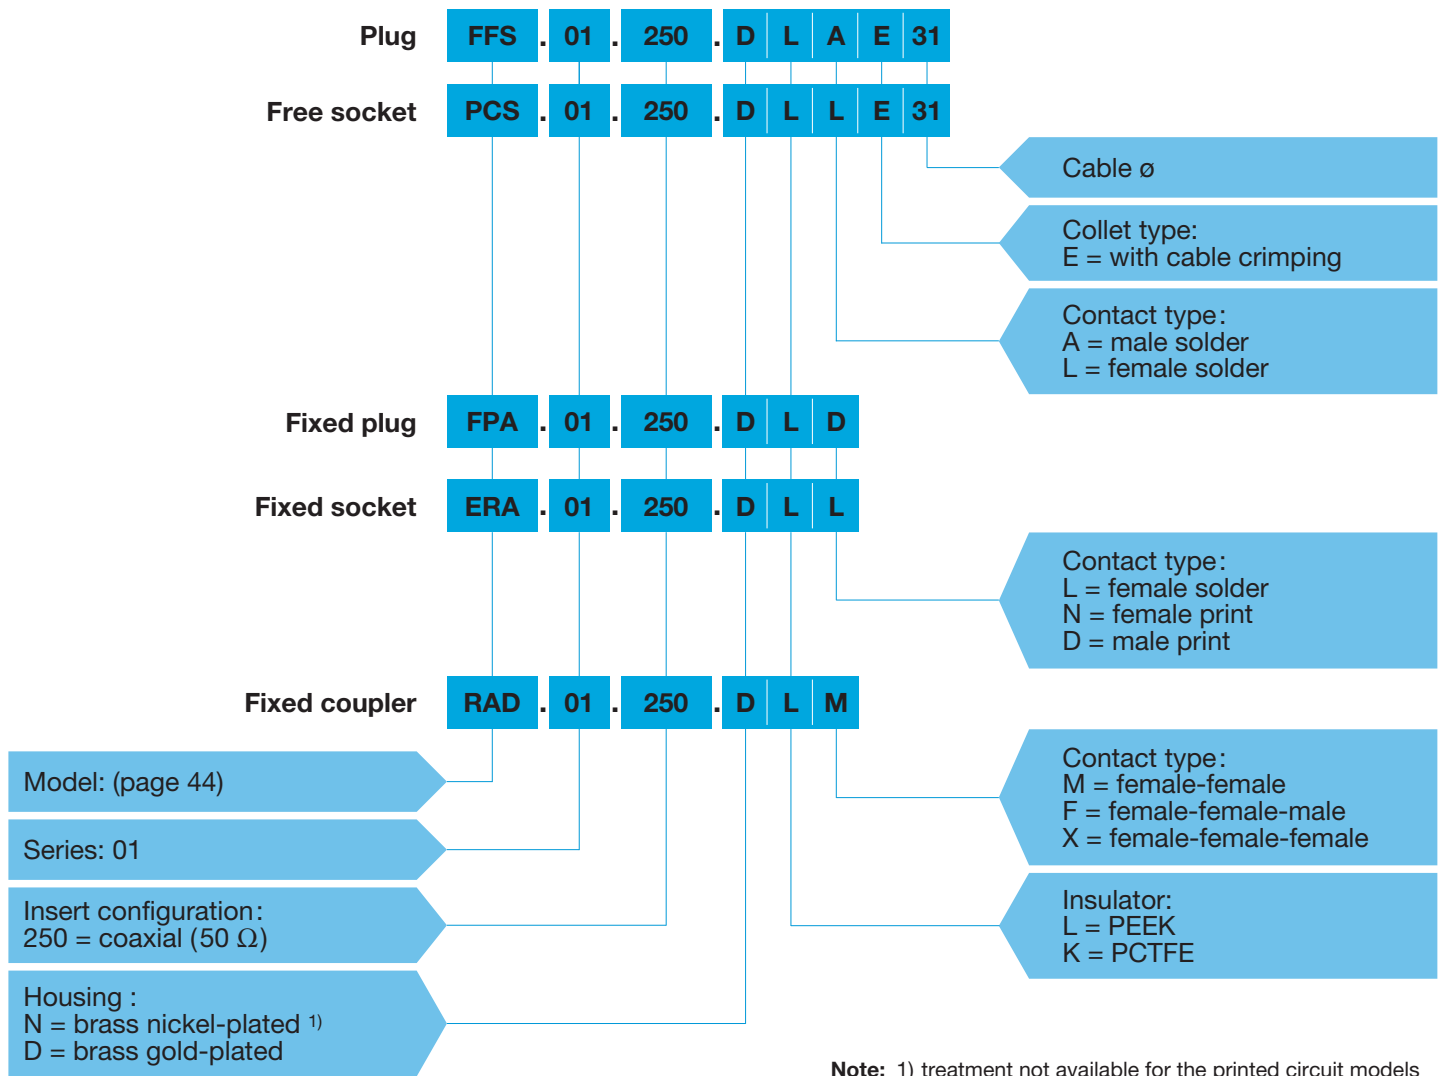 Plug FFS . 01 . 250 . D L A E 31
Free socket PCS . 01 . 250 . D L L E 31
Cable ø
Collet type:
E = with cable crimping
Contact type:
A = male solder
L = female solder
Fixed plug FPA . 01 . 250 . D L D
Fixed socket ERA . 01 . 250 . D L L
Contact type:
L = female solder
N = female print
D = male print
Fixed coupler RAD . 01 . 250 . D L M
Model: (page 44)
Series: 01
Insert configuration:
250 = coaxial (50 Ω)
Housing :
N = brass nickel-plated 1)
D = brass gold-plated
Contact type:
M = female-female
F = female-female-male
X = female-female-female
Insulator:
L = PEEK
K = PCTFE
Note: 1) treatment not available for the printed circuit models